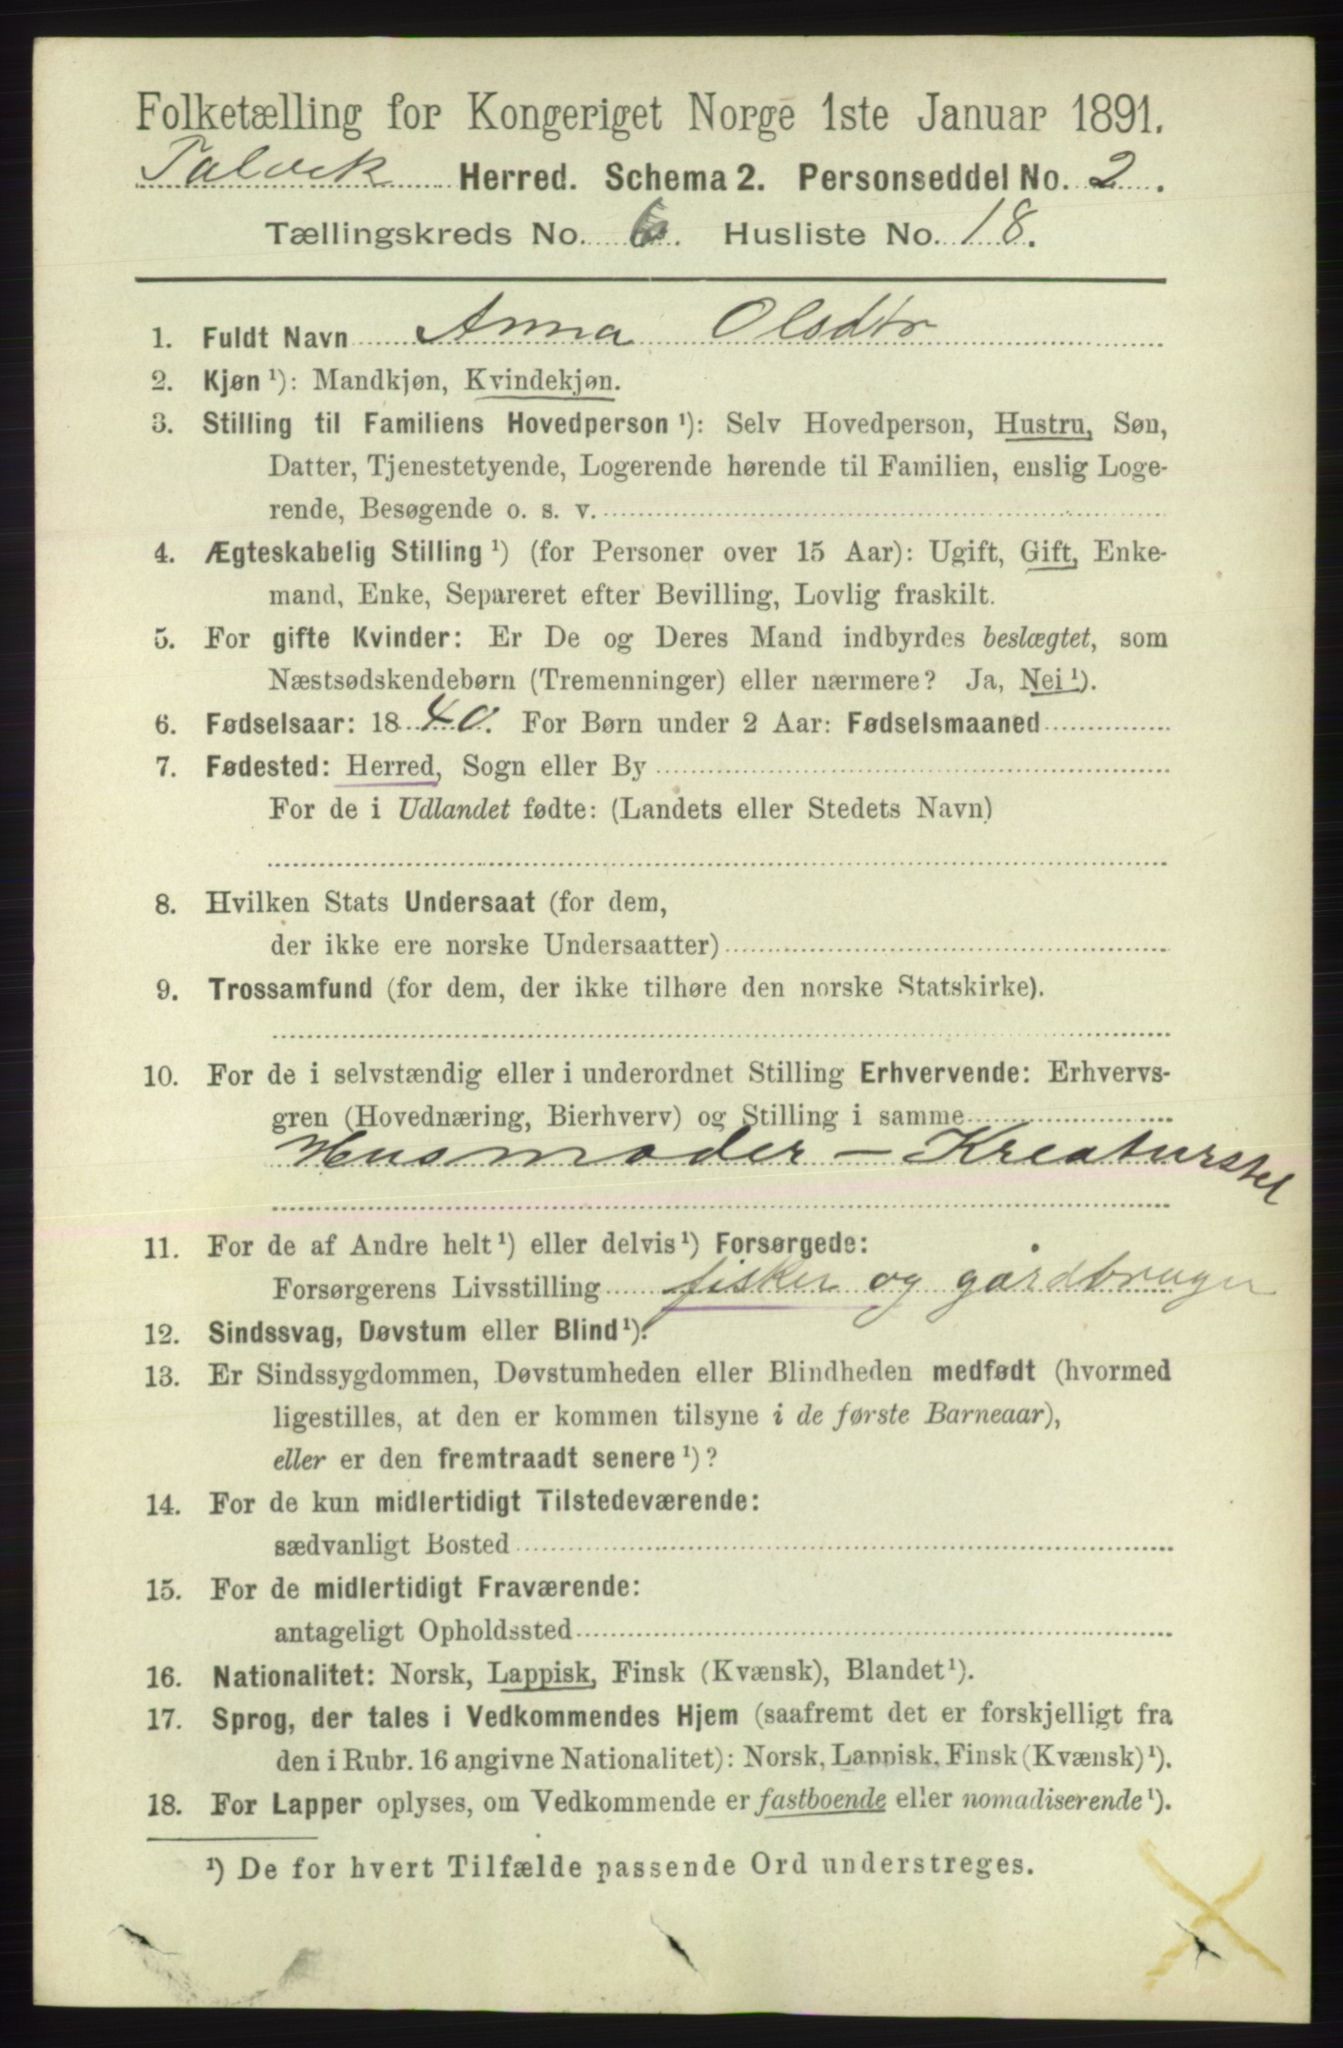 Folketælling for Kongeriget Norge 1ste Januar 1891.
Talvik Herred. Schema 2. Personseddel No. 2.
Tællingskreds No. 6. Husliste No. 18.
1. Fuldt Navn Anna Olsdtr
2. Kjøn ¹): Mandkjøn, Kvindekjøn.
3. Stilling til Familiens Hovedperson ¹): Selv Hovedperson, Hustru, Søn,
Datter, Tjenestetyende, Logerende hørende til Familien, enslig Loge-
rende, Besøgende o. s. v.
4. Ægteskabelig Stilling ¹) (for Personer over 15 Aar): Ugift, Gift, Enke-
mand, Enke, Separeret efter Bevilling, Lovlig fraskilt.
5. For gifte Kvinder: Er De og Deres Mand indbyrdes beslægtet, som
Næstsødskendebørn (Tremenninger) eller nærmere? Ja, Nei ¹).
6. Fødselsaar: 1840. For Børn under 2 Aar: Fødselsmaaned
7. Fødested: Herred, Sogn eller By
For de i Udlandet fødte: (Landets eller Stedets Navn)
8. Hvilken Stats Undersaat (for dem,
der ikke ere norske Undersaatter)
9. Trossamfund (for dem, der ikke tilhøre den norske Statskirke).
10. For de i selvstændig eller i underordnet Stilling Erhvervende: Erhvervs-
gren (Hovednæring, Bierhverv) og Stilling i samme
Husmoder - Kreaturstel
11. For de af Andre helt ¹) eller delvis ¹) Forsørgede:
Forsørgerens Livsstilling fisker og gårdbruger
12. Sindssvag, Døvstum eller Blind ¹).
13. Er Sindssygdommen, Døvstumheden eller Blindheden medfødt (hvormed
ligestilles, at den er kommen tilsyne i de første Barneaar),
eller er den fremtraadt senere ¹)?
14. For de kun midlertidigt Tilstedeværende:
sædvanligt Bosted
15. For de midlertidigt Fraværende:
antageligt Opholdssted
16. Nationalitet: Norsk, Lappisk, Finsk (Kvænsk), Blandet ¹).
17. Sprog, der tales i Vedkommendes Hjem (saafremt det er forskjelligt fra
den i Rubr. 16 angivne Nationalitet): Norsk, Lappisk, Finsk (Kvænsk) ¹).
18. For Lapper oplyses, om Vedkommende er fastboende eller nomadiserende ¹).
¹) De for hvert Tilfælde passende Ord understreges.